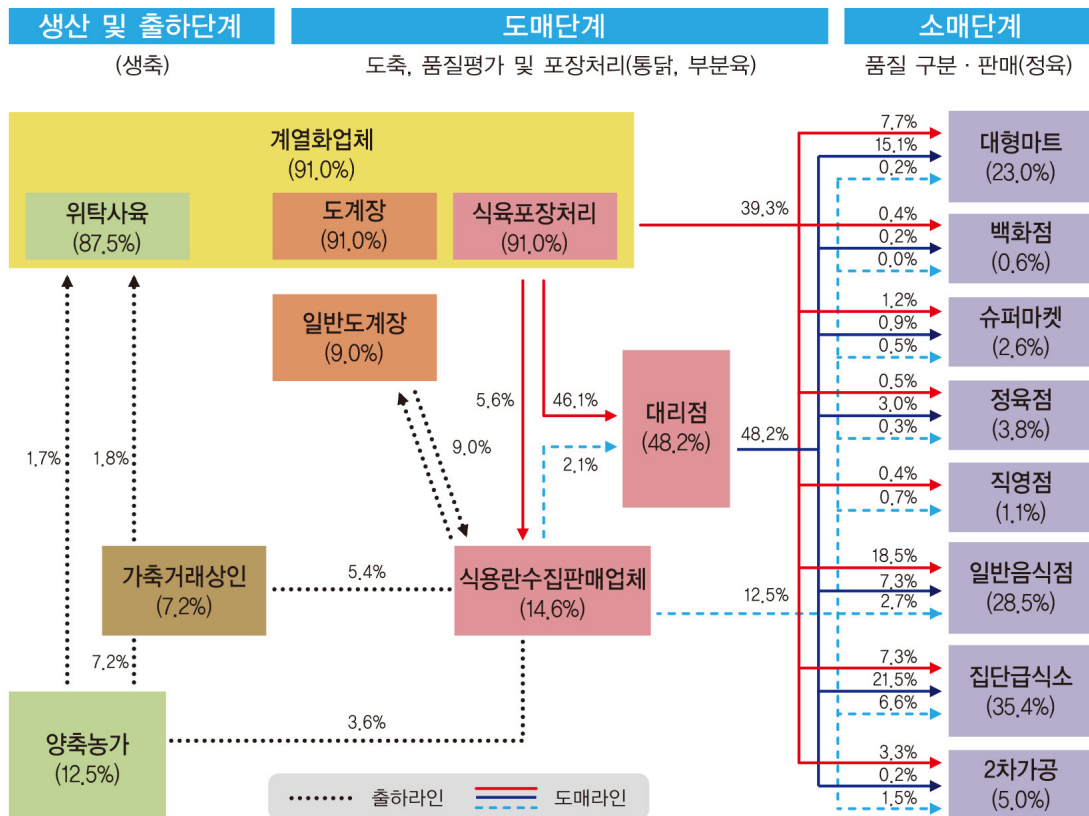 생산 및 출하단계
(생축)
도매단계
도축, 품질평가 및 포장처리(통닭, 부분육)
소매단계
품질 구분 · 판매(정육)
계열화업체
(91.0%)
위탁사육
(87.5%)
도계장
(91.0%)
식육포장처리
(91.0%)
일반도계장
(9.0%)
대리점
(48.2%)
가축거래상인
(7.2%)
식용란수집판매업체
(14.6%)
양축농가
(12.5%)
1.7%
1.8%
7.2%
5.4%
3.6%
9.0%
5.6%
46.1%
2.1%
39.3%
48.2%
12.5%
7.7%
15.1%
0.2%
대형마트
(23.0%)
0.4%
0.2%
0.0%
백화점
(0.6%)
1.2%
0.9%
0.5%
슈퍼마켓
(2.6%)
0.5%
3.0%
0.3%
정육점
(3.8%)
0.4%
0.7%
직영점
(1.1%)
18.5%
7.3%
2.7%
일반음식점
(28.5%)
7.3%
21.5%
6.6%
집단급식소
(35.4%)
3.3%
0.2%
1.5%
2차가공
(5.0%)
출하라인
도매라인